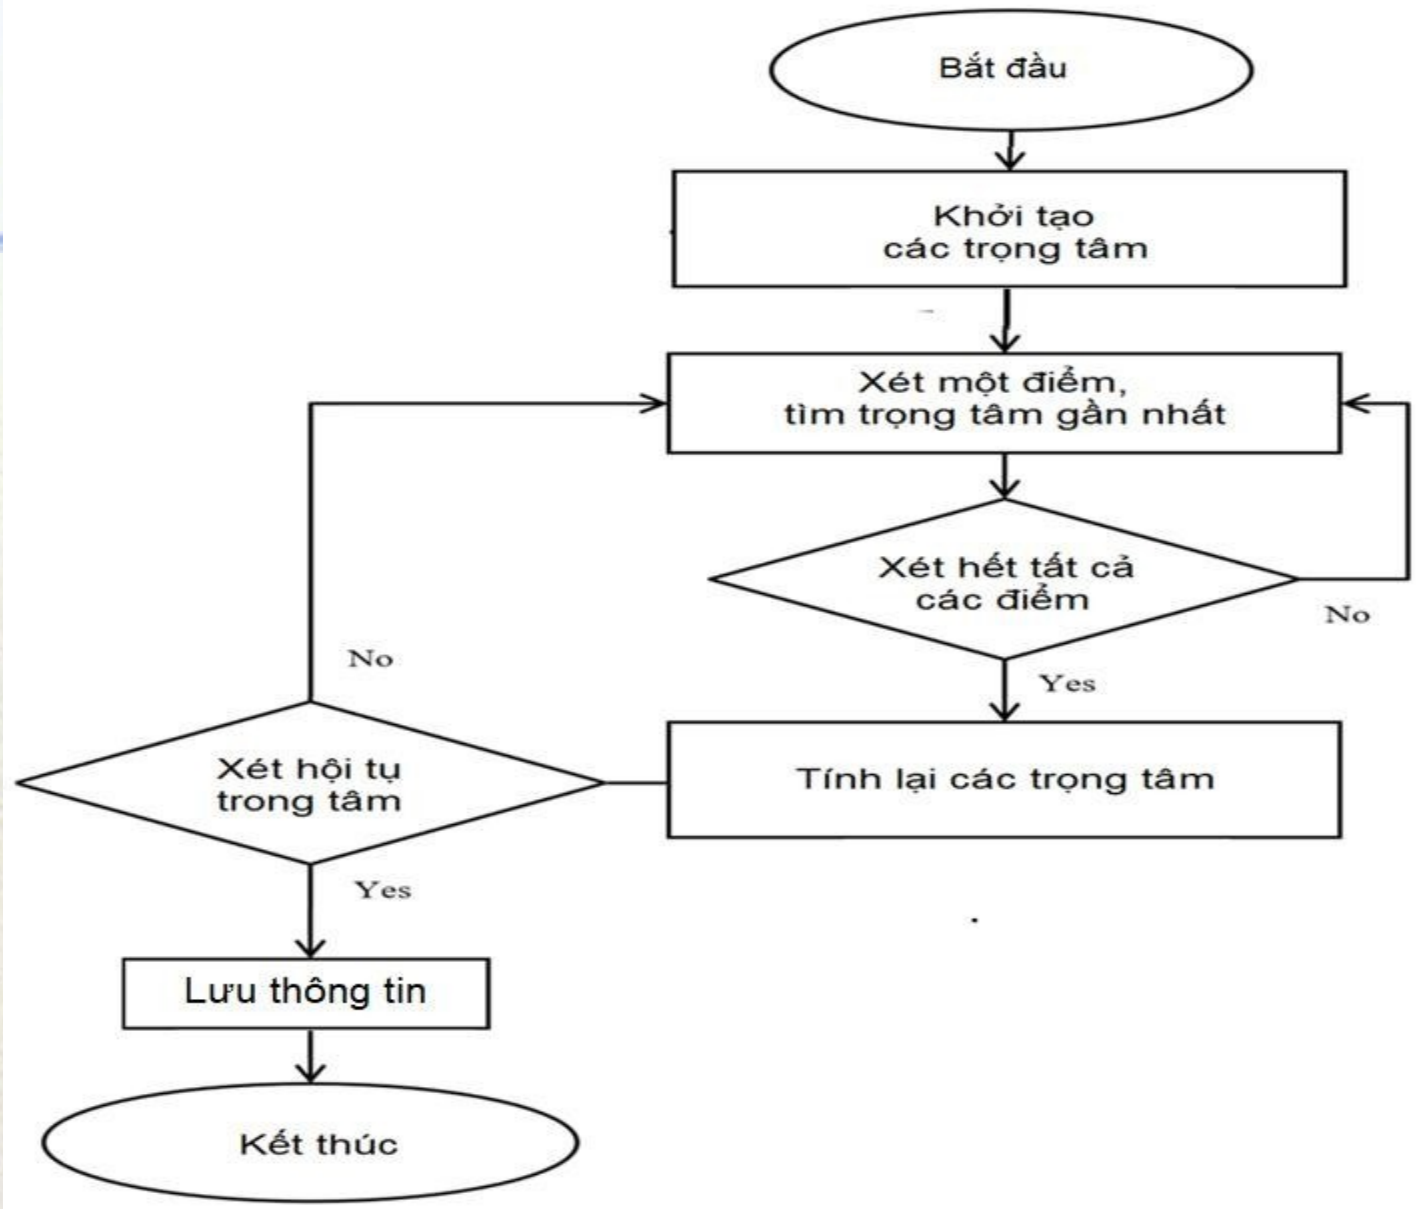 Bắt đầu
Khởi tạo
các trọng tâm
Xét một điểm,
tìm trọng tâm gần nhất
Xét hết tất cả
các điểm
No
Yes
Tính lại các trọng tâm
No
Xét hội tụ
trong tâm
Yes
Lưu thông tin
Kết thúc